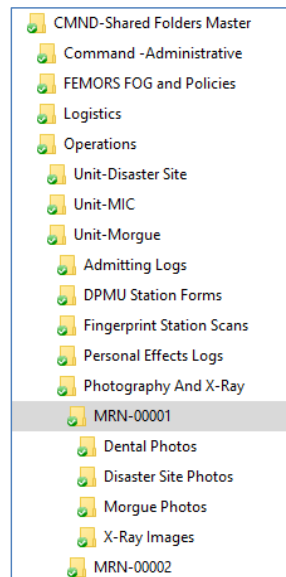 CMND-Shared Folders Master
Command -Administrative
FEMORS FOG and Policies
Logistics
Operations
Unit-Disaster Site
Unit-MIC
Unit-Morgue
Admitting Logs
DPMU Station Forms
Fingerprint Station Scans
Personal Effects Logs
Photography And X-Ray
MRN-00001
Dental Photos
Disaster Site Photos
Morgue Photos
X-Ray Images
MRN-00002